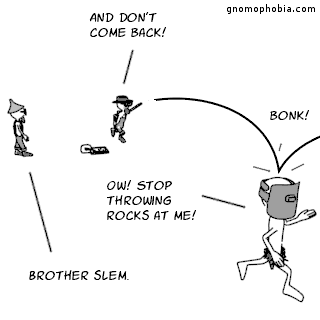 gnomophobia.com
AND DON'T
COME BACK!
BONK!
OW! STOP
THROWING
ROCKS AT ME!
BROTHER SLEM.